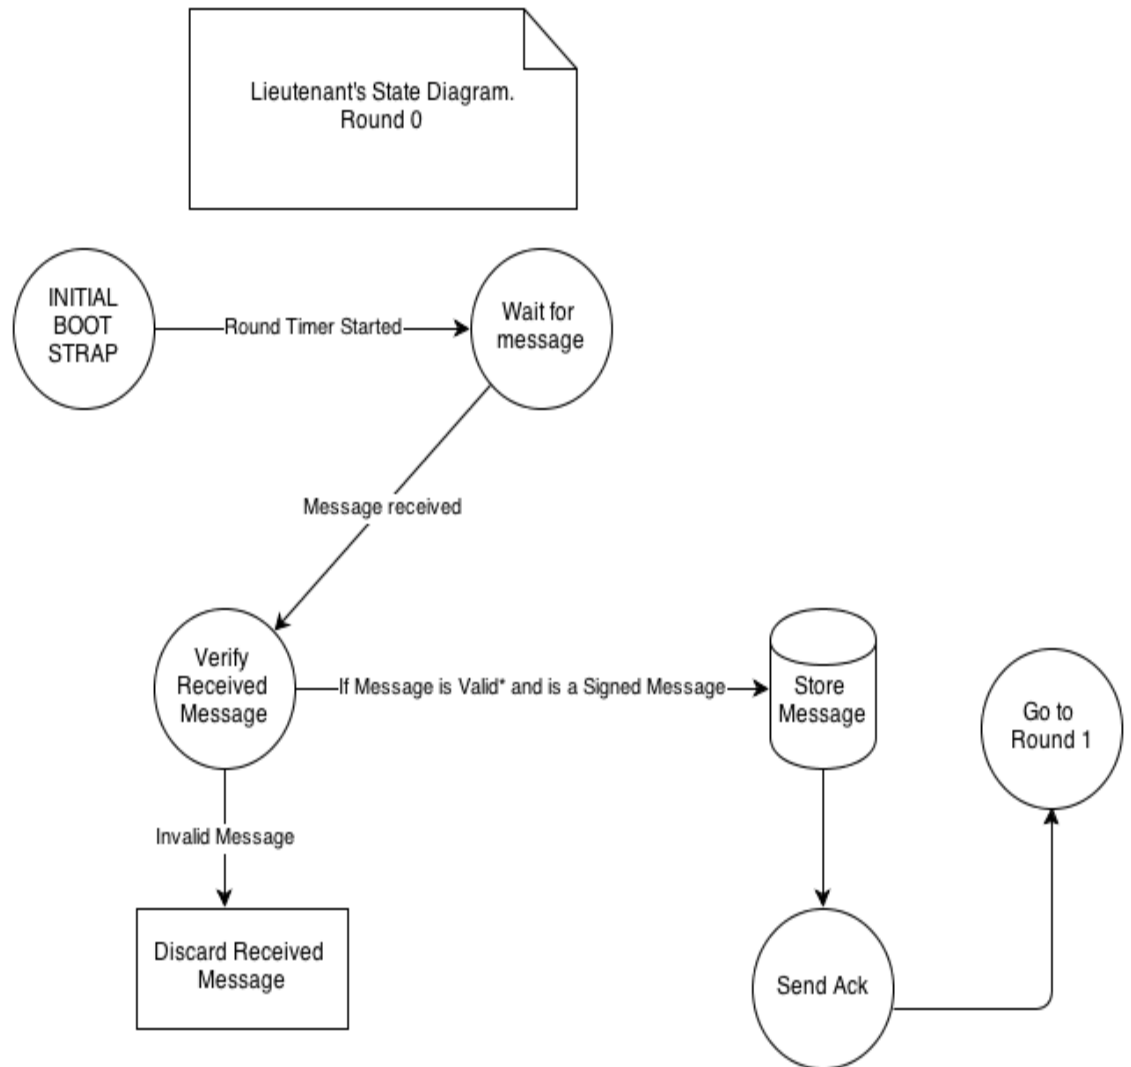 Lieutenant's State Diagram.
Round 0
INITIAL
BOOT
STRAP
Round Timer Started
Wait for
message
Message received
Verify
Received
Message
If Message is Valid* and is a Signed Message
Store
Message
Go to
Round 1
Invalid Message
Discard Received
Message
Send Ack